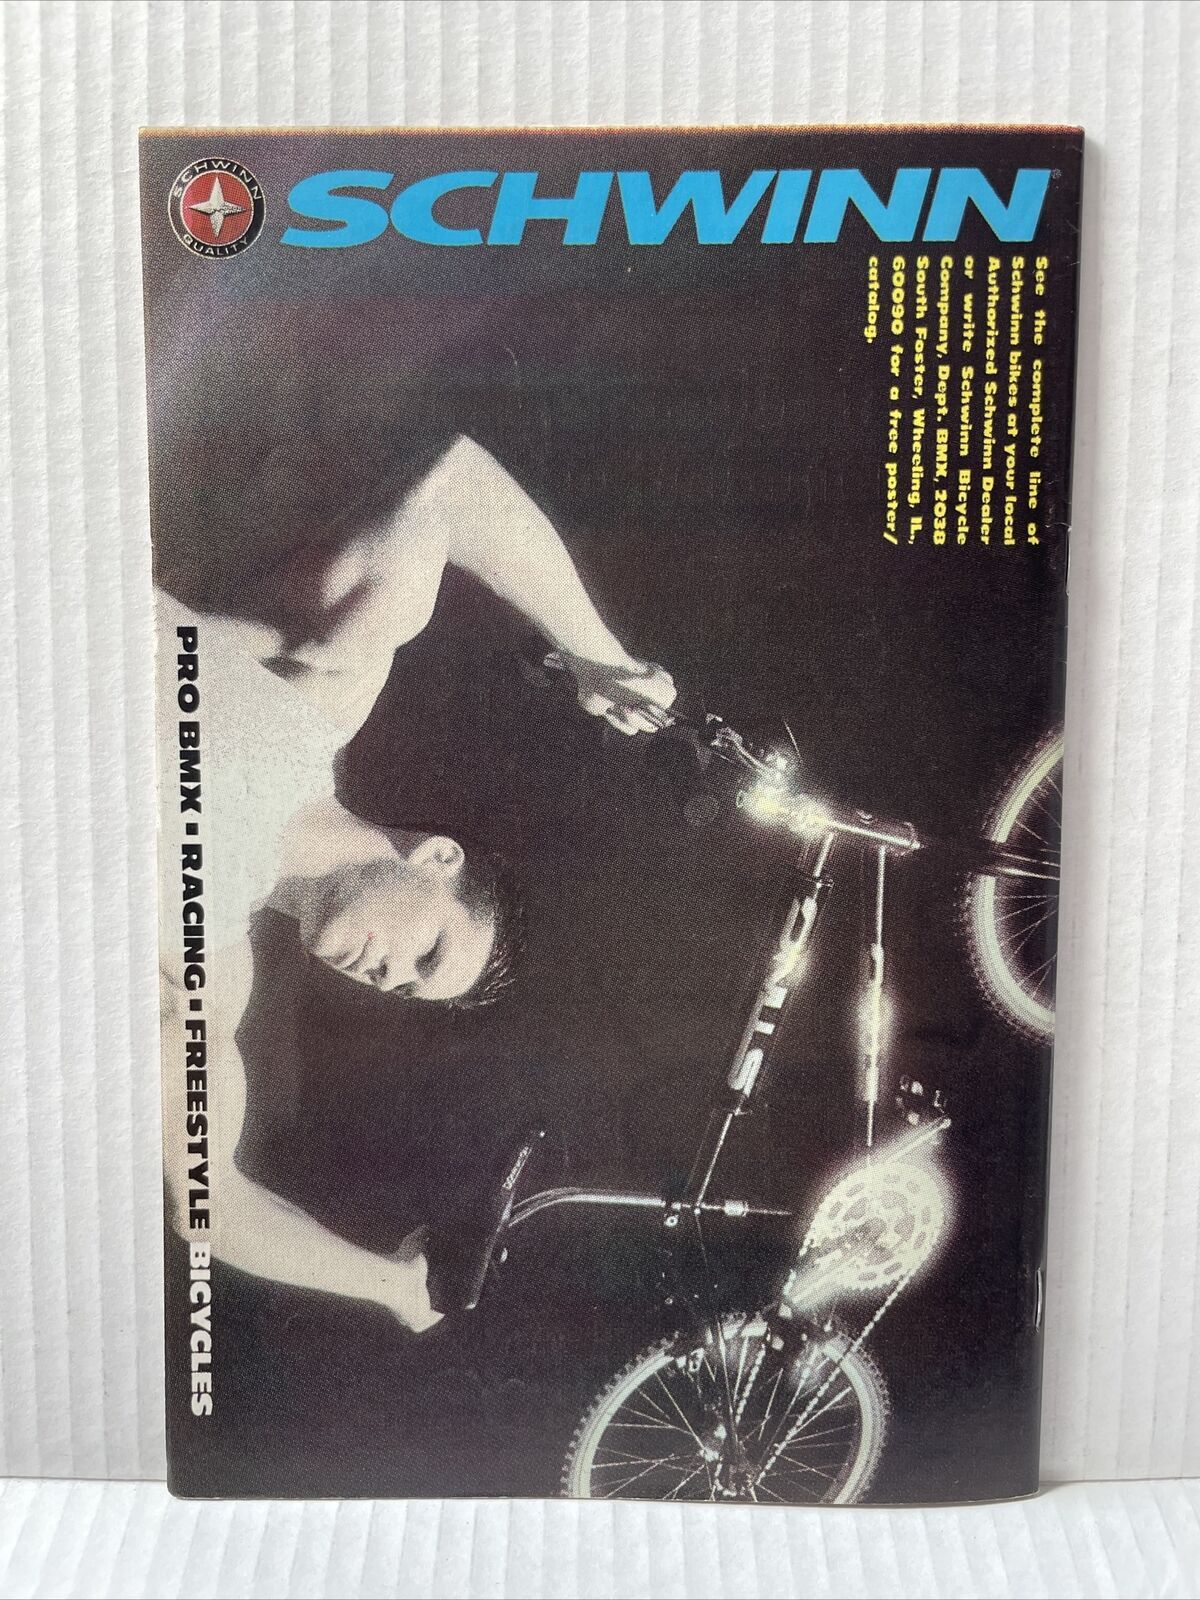 SCHWINN
QUALITY
SCHWINN®
See the complete line of
Schwinn bikes at your local
Authorized Schwinn Dealer
or write Schwinn Bicycle
Company, Dept. BMX, 2038
South Foster, Wheeling, IL.,
60090 for a free poster/
catalog.
STING
PRO BMX ▪ RACING ▪ FREESTYLE BICYCLES